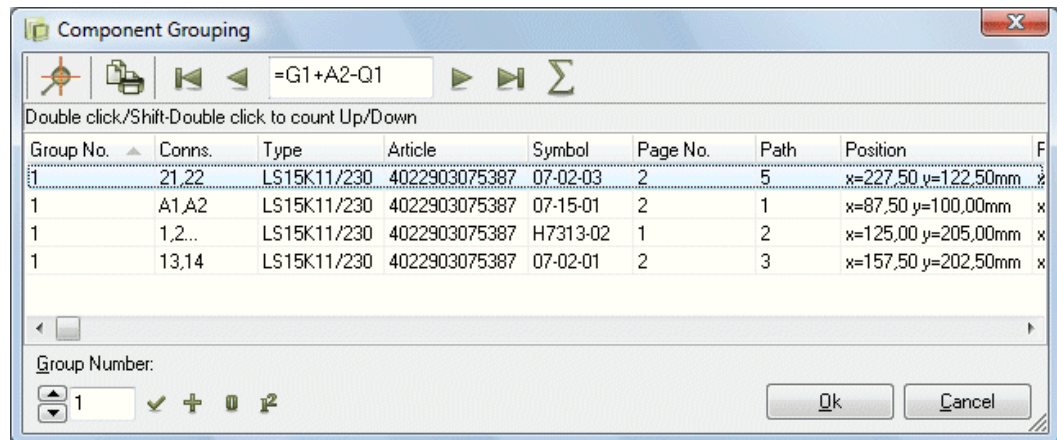 Component Grouping
=G1+A2-Q1
Double click/Shift-Double click to count Up/Down
Group No. Conns. Type Article Symbol Page No. Path Position
1 21,22 LS15K11/230 4022903075387 07-02-03 2 5 x=227,50 y=122,50mm x
1 A1,A2 LS15K11/230 4022903075387 07-15-01 2 1 x=87,50 y=100,00mm x
1 1,2... LS15K11/230 4022903075387 H7313-02 1 2 x=125,00 y=205,00mm x
1 13,14 LS15K11/230 4022903075387 07-02-01 2 3 x=157,50 y=202,50mm x
Group Number:
1 Ok Cancel